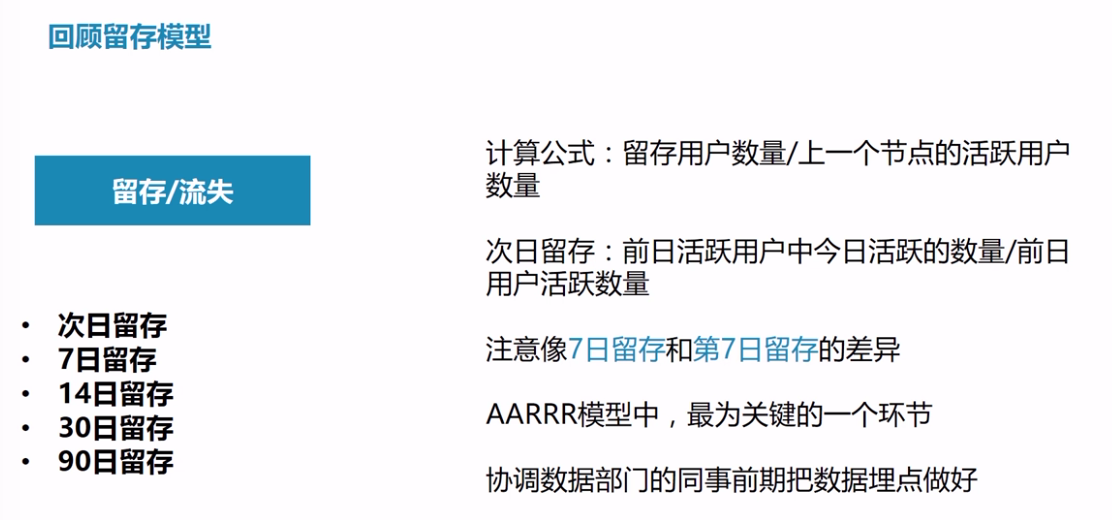 回顾留存模型
留存/流失
• 次日留存
• 7日留存
• 14日留存
• 30日留存
• 90日留存
计算公式：留存用户数量/上一个节点的活跃用户
数量
次日留存：前日活跃用户中今日活跃的数量/前日
用户活跃数量
注意像7日留存和第7日留存的差异
AARRR模型中，最为关键的一个环节
协调数据部门的同事前期把数据埋点做好